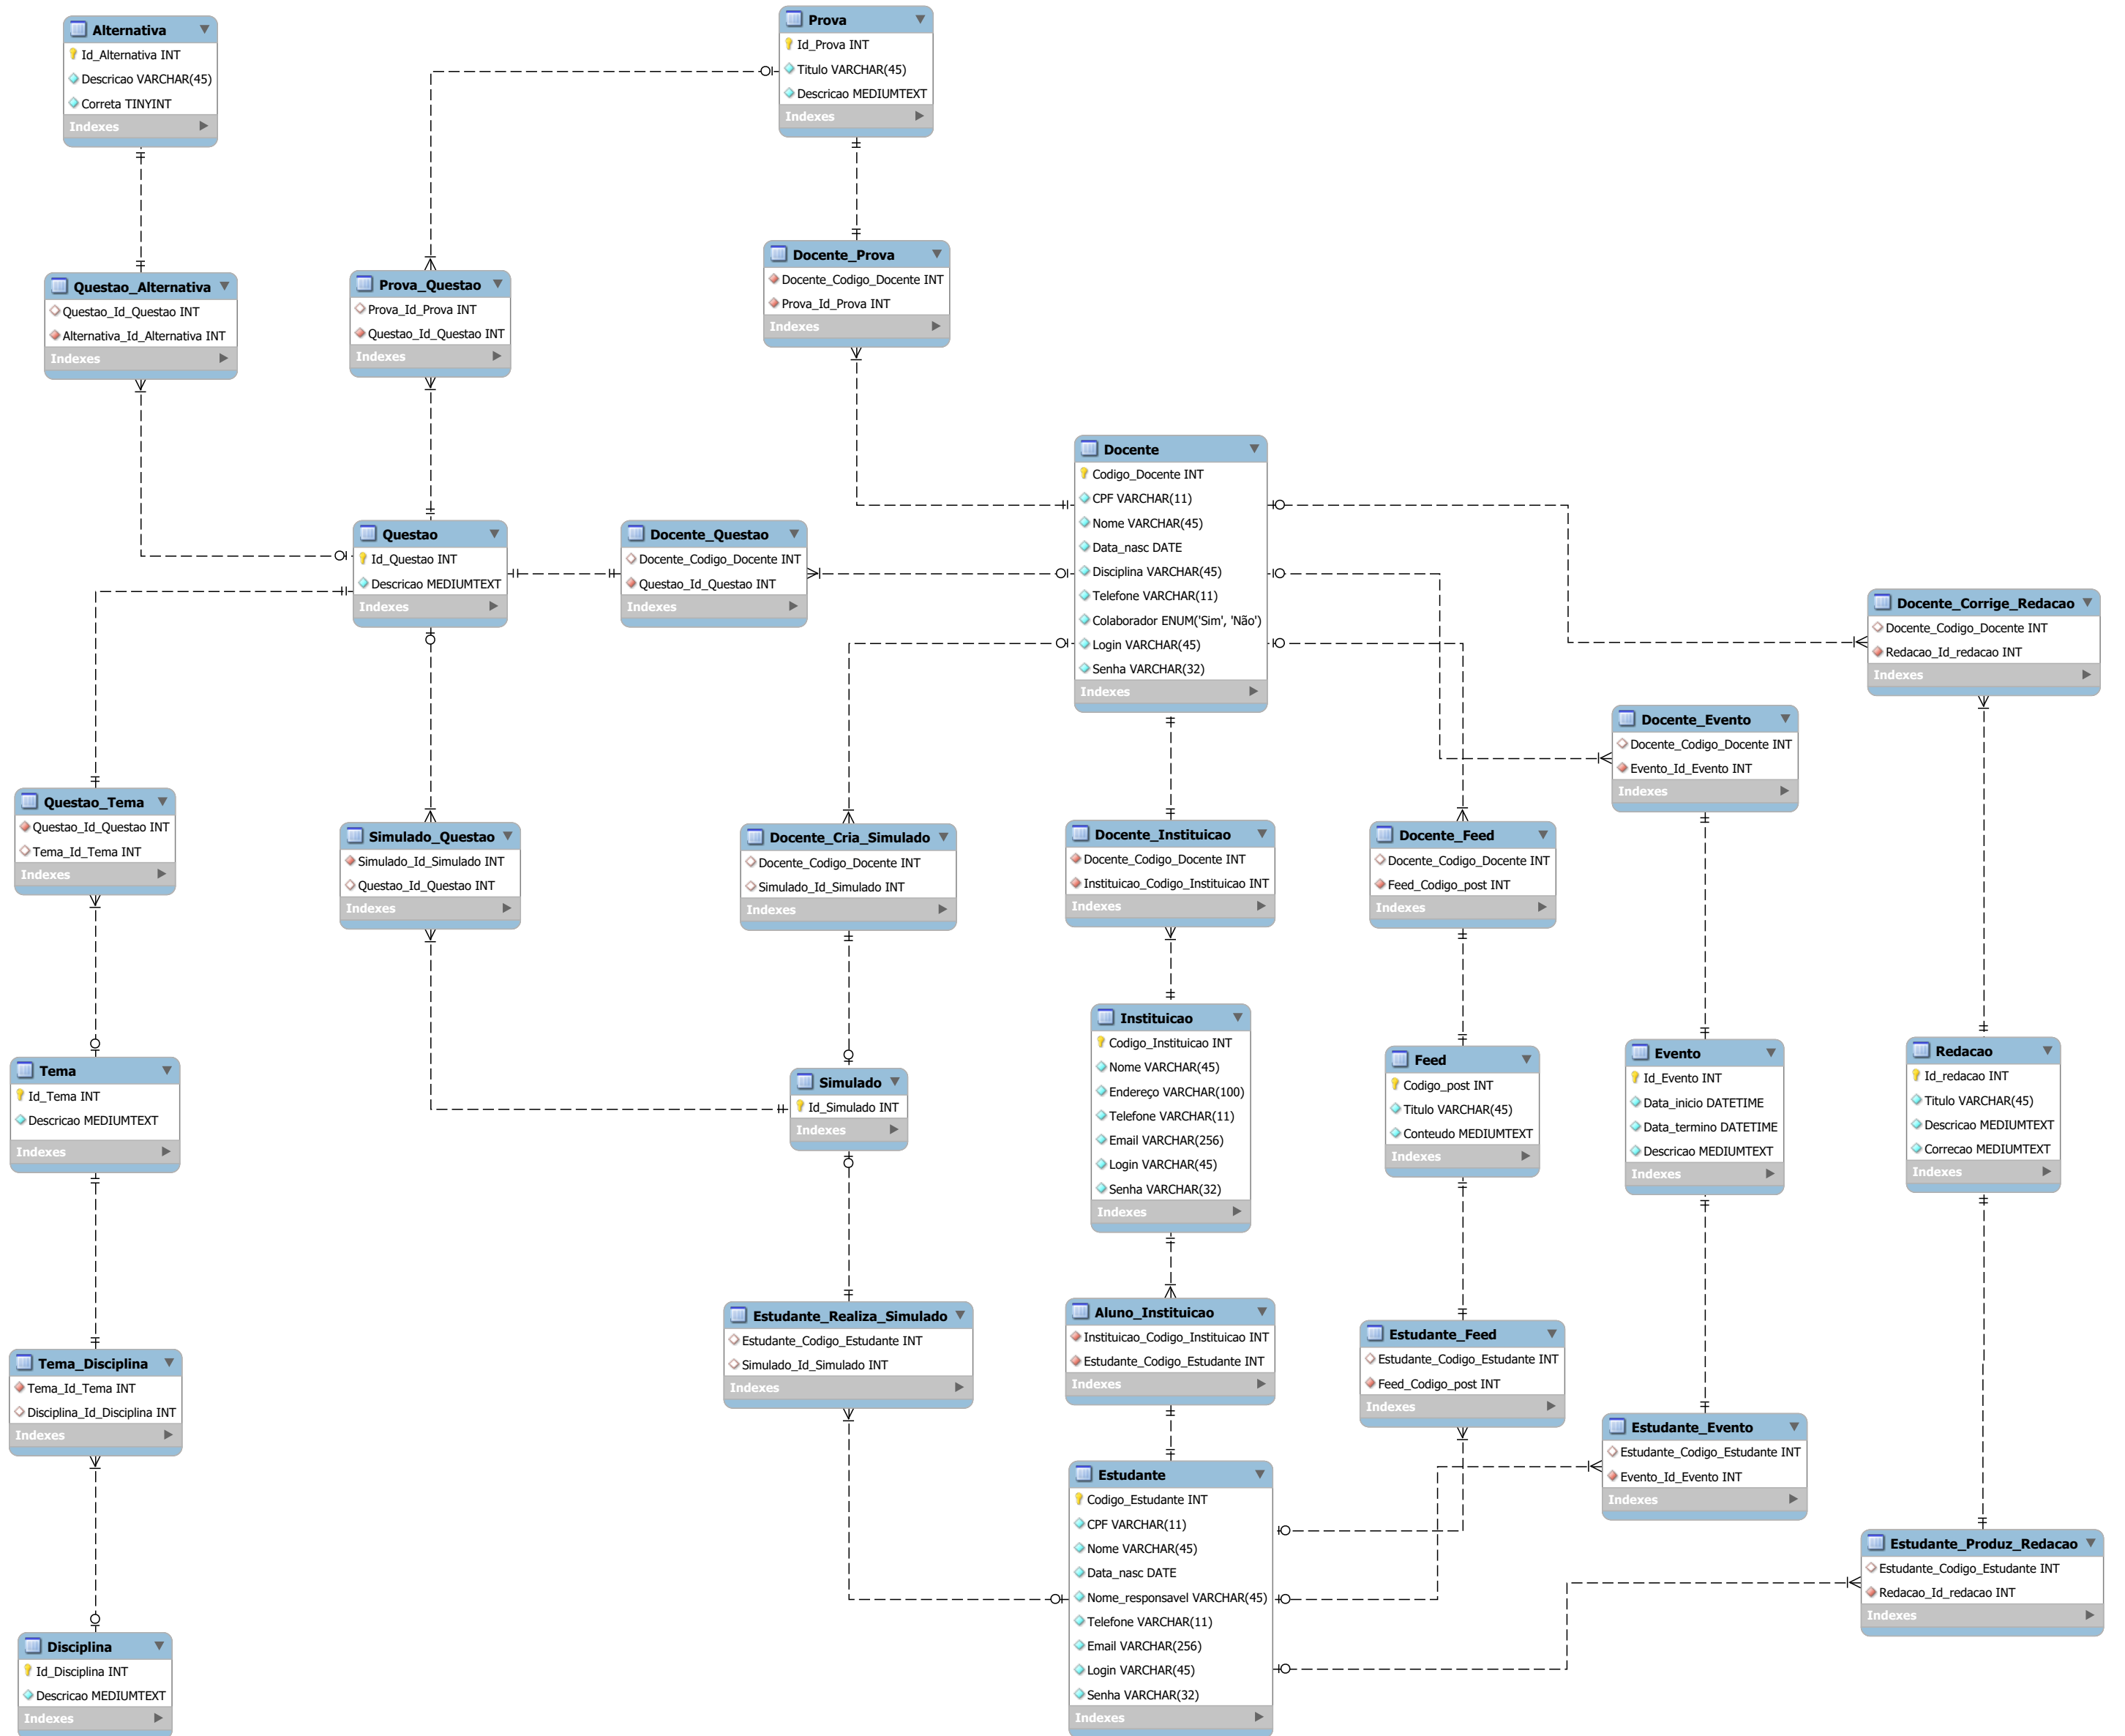 Alternativa
Id_Alternativa INT
Descricao VARCHAR(45)
Correta TINYINT
Indexes
Prova
Id_Prova INT
Titulo VARCHAR(45)
Descricao MEDIUMTEXT
Indexes
Questao_Alternativa
Questao_Id_Questao INT
Alternativa_Id_Alternativa INT
Indexes
Prova_Questao
Prova_Id_Prova INT
Questao_Id_Questao INT
Indexes
Docente_Prova
Docente_Codigo_Docente INT
Prova_Id_Prova INT
Indexes
Docente
Codigo_Docente INT
CPF VARCHAR(11)
Nome VARCHAR(45)
Data_nasc DATE
Disciplina VARCHAR(45)
Telefone VARCHAR(11)
Colaborador ENUM('Sim', 'Não')
Login VARCHAR(45)
Senha VARCHAR(32)
Indexes
Questao
Id_Questao INT
Descricao MEDIUMTEXT
Indexes
Docente_Questao
Docente_Codigo_Docente INT
Questao_Id_Questao INT
Indexes
Docente_Corrige_Redacao
Docente_Codigo_Docente INT
Redacao_Id_redacao INT
Indexes
Docente_Evento
Docente_Codigo_Docente INT
Evento_Id_Evento INT
Indexes
Questao_Tema
Questao_Id_Questao INT
Tema_Id_Tema INT
Indexes
Simulado_Questao
Simulado_Id_Simulado INT
Questao_Id_Questao INT
Indexes
Docente_Cria_Simulado
Docente_Codigo_Docente INT
Simulado_Id_Simulado INT
Indexes
Docente_Instituicao
Docente_Codigo_Docente INT
Instituicao_Codigo_Instituicao INT
Indexes
Docente_Feed
Docente_Codigo_Docente INT
Feed_Codigo_post INT
Indexes
Tema
Id_Tema INT
Descricao MEDIUMTEXT
Indexes
Simulado
Id_Simulado INT
Indexes
Instituicao
Codigo_Instituicao INT
Nome VARCHAR(45)
Endereço VARCHAR(100)
Telefone VARCHAR(11)
Email VARCHAR(256)
Login VARCHAR(45)
Senha VARCHAR(32)
Indexes
Feed
Codigo_post INT
Titulo VARCHAR(45)
Conteudo MEDIUMTEXT
Indexes
Evento
Id_Evento INT
Data_inicio DATETIME
Data_termino DATETIME
Descricao MEDIUMTEXT
Indexes
Redacao
Id_redacao INT
Titulo VARCHAR(45)
Descricao MEDIUMTEXT
Correcao MEDIUMTEXT
Indexes
Tema_Disciplina
Tema_Id_Tema INT
Disciplina_Id_Disciplina INT
Indexes
Estudante_Realiza_Simulado
Estudante_Codigo_Estudante INT
Simulado_Id_Simulado INT
Indexes
Aluno_Instituicao
Instituicao_Codigo_Instituicao INT
Estudante_Codigo_Estudante INT
Indexes
Estudante_Feed
Estudante_Codigo_Estudante INT
Feed_Codigo_post INT
Indexes
Estudante_Evento
Estudante_Codigo_Estudante INT
Evento_Id_Evento INT
Indexes
Estudante
Codigo_Estudante INT
CPF VARCHAR(11)
Nome VARCHAR(45)
Data_nasc DATE
Nome_responsavel VARCHAR(45)
Telefone VARCHAR(11)
Email VARCHAR(256)
Login VARCHAR(45)
Senha VARCHAR(32)
Indexes
Estudante_Produz_Redacao
Estudante_Codigo_Estudante INT
Redacao_Id_redacao INT
Indexes
Disciplina
Id_Disciplina INT
Descricao MEDIUMTEXT
Indexes